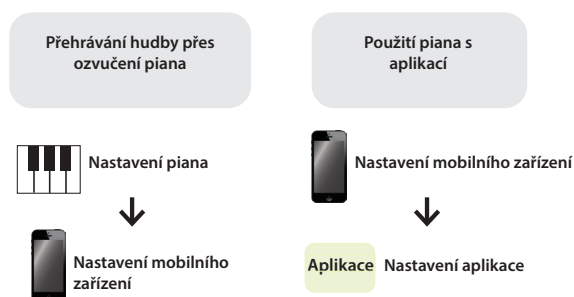 Přehrávání hudby přes
ozvučení piana
Nastavení piana
Nastavení mobilního
zařízení
Použití piana s
aplikací
Nastavení mobilního zařízení
Aplikace Nastavení aplikace